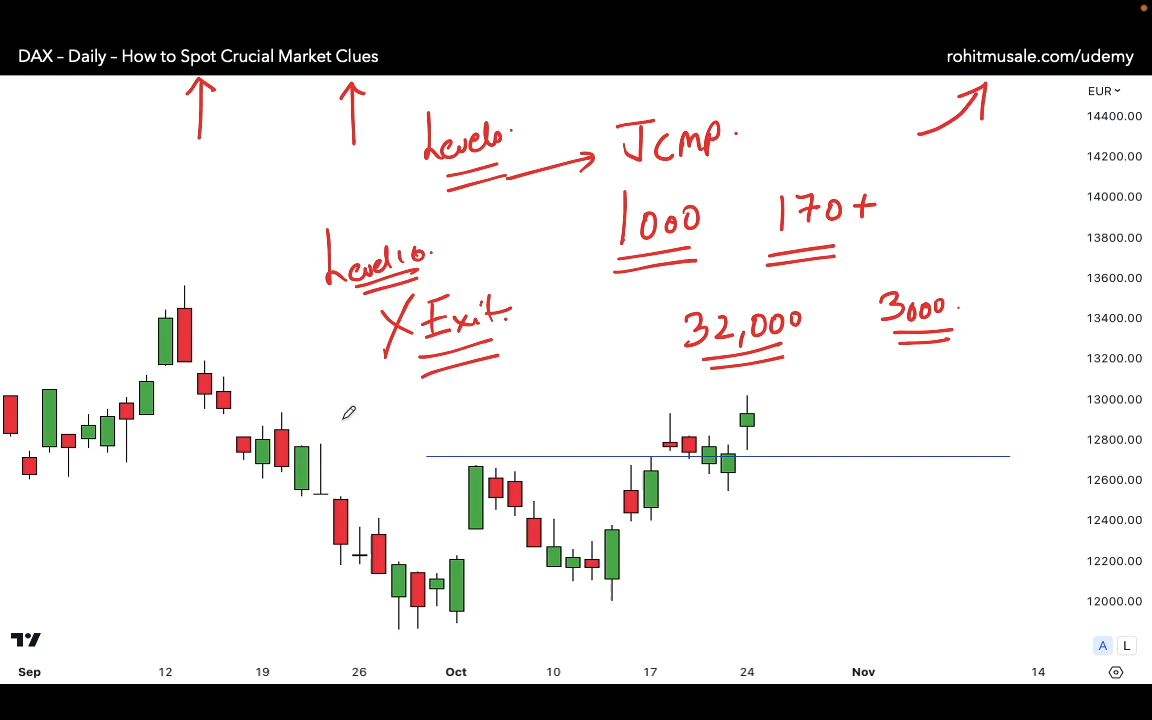 DAX – Daily – How to Spot Crucial Market Clues
rohitmusale.com/udemy
EUR
Levels.
JCMP.
1000
170+
Level 10.
X Exit.
32,000
3000.
14400.00
14200.00
14000.00
13800.00
13600.00
13400.00
13200.00
13000.00
12800.00
12600.00
12400.00
12200.00
12000.00
A L
Sep 12 19 26 Oct 10 17 24 Nov 14